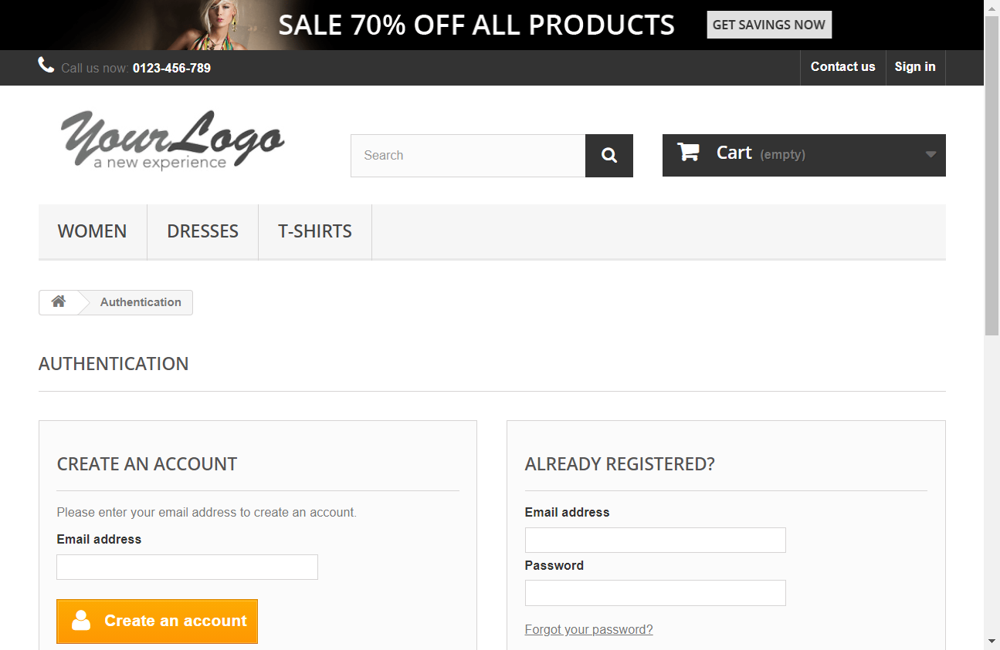 SALE 70% OFF ALL PRODUCTS
GET SAVINGS NOW
Call us now: 0123-456-789
Contact us
Sign in
Your Logo
a new experience
Search
Cart (empty)
WOMEN
DRESSES
T-SHIRTS
Authentication
AUTHENTICATION
CREATE AN ACCOUNT
Please enter your email address to create an account.
Email address
Create an account
ALREADY REGISTERED?
Email address
Password
Forgot your password?